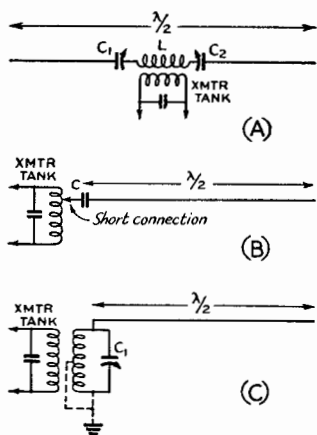 λ/2
C1 L C2
XMTR
TANK
(A)
XMTR
TANK
C λ/2
Short connection
(B)
λ/2
XMTR
TANK
C1
(C)